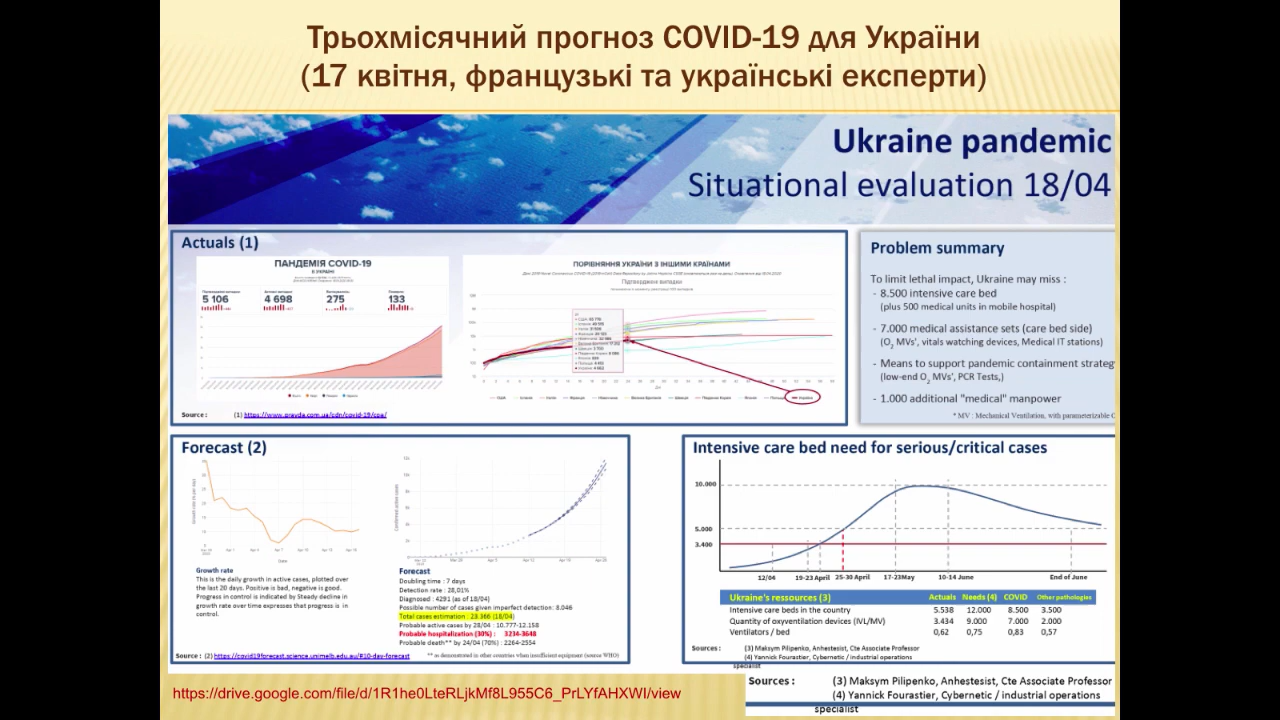 Трьохмісячний прогноз COVID-19 для України
(17 квітня, французькі та українські експерти)
Ukraine pandemic
Situational evaluation 18/04
Actuals (1)
ПАНДЕМІЯ COVID-19
В УКРАЇНІ
5 106
4 698
275
133
ПОРІВНЯННЯ УКРАЇНИ З ІНШИМИ КРАЇНАМИ
Підтверджені випадки
Source : (1) https://www.pravda.com.ua/cdn/covid-19/cpa/
Problem summary
To limit lethal impact, Ukraine may miss :
- 8.500 intensive care bed
(plus 500 medical units in mobile hospital)
- 7.000 medical assistance sets (care bed side)
(O2 MVs', vitals watching devices, Medical IT stations)
- Means to support pandemic containment strateg
(low-end O2 MVs', PCR Tests,)
- 1.000 additional "medical" manpower
* MV : Mechanical Ventilation, with parameterizable
Forecast (2)
Growth rate
This is the daily growth in active cases, plotted over
the last 20 days. Positive is bad, negative is good.
Progress in control is indicated by Steady decline in
growth rate over time expresses that progress is in
control.
Forecast
Doubling time : 7 days
Detection rate : 28,01%
Diagnosed : 4291 (as of 18/04)
Possible number of cases given imperfect detection: 8.046
Total cases estimation : 23.366 (18/04)
Probable active cases by 28/04 : 10.777-12.158
Probable hospitalization (30%) : 3234-3648
Probable death** by 24/04 (70%) : 2264-2554
Source : (2) https://covid19forecast.science.unimelb.edu.au/#10-day-forecast
** as demonstrated in other countries when insufficient equipment (source WHO)
Intensive care bed need for serious/critical cases
10.000
5.000
3.400
12/04 19-23 April 25-30 April 17-23May 10-14 June End of June
Ukraine's ressources (3) Actuals Needs (4) COVID Other pathologies
Intensive care beds in the country 5.538 12.000 8.500 3.500
Quantity of oxyventilation devices (IVL/MV) 3.434 9.000 7.000 2.000
Ventilators / bed 0,62 0,75 0,83 0,57
Sources : (3) Maksym Pilipenko, Anhestesist, Cte Associate Professor
(4) Yannick Fourastier, Cybernetic / industrial operations
specialist
https://drive.google.com/file/d/1R1he0LteRLjkMf8L955C6_PrLYfAHXWI/view
Sources : (3) Maksym Pilipenko, Anhestesist, Cte Associate Professor
(4) Yannick Fourastier, Cybernetic / industrial operations
specialist